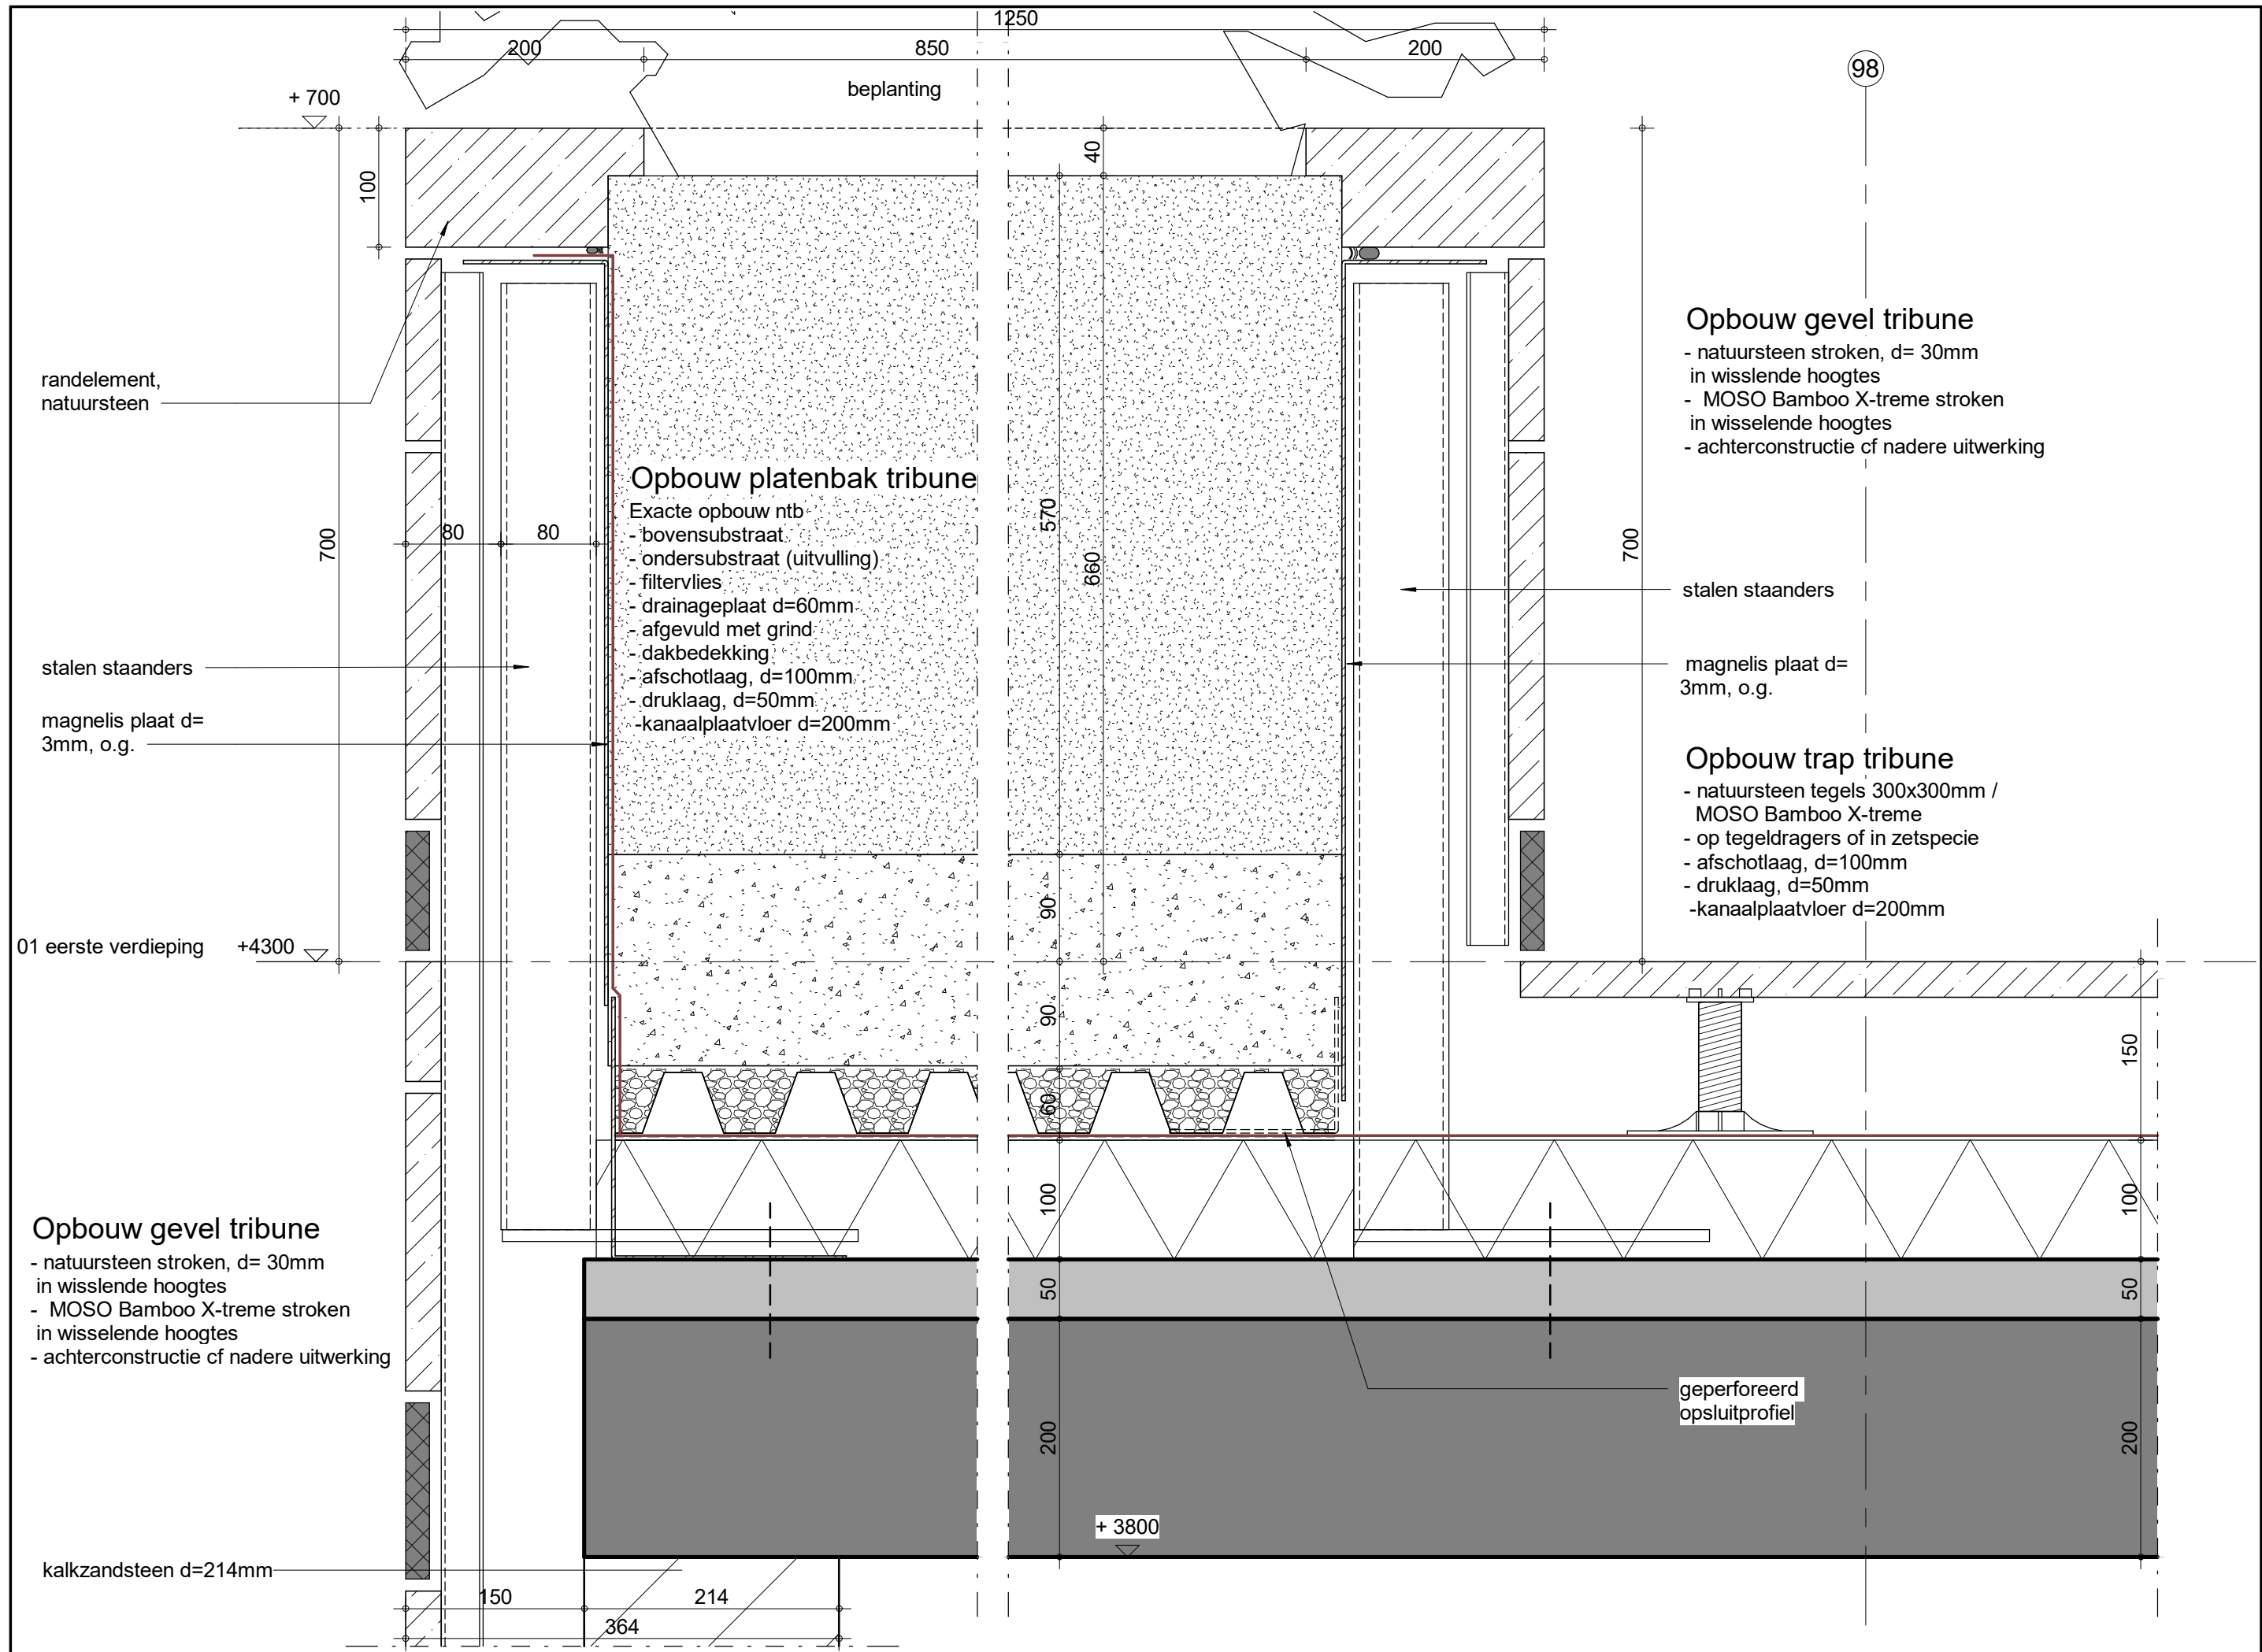 1250
200
850
200
beplanting
98
+ 700
40
100
Opbouw gevel tribune
- natuursteen stroken, d= 30mm
in wisslende hoogtes
-  MOSO Bamboo X-treme stroken
in wisselende hoogtes
- achterconstructie cf nadere uitwerking
randelement,
natuursteen
Opbouw platenbak tribune
Exacte opbouw ntb
- bovensubstraat
- ondersubstraat (uitvulling)
- filtervlies
- drainageplaat d=60mm
- afgevuld met grind
- dakbedekking
- afschotlaag, d=100mm
- druklaag, d=50mm
-kanaalplaatvloer d=200mm
700
80
80
570
660
700
stalen staanders
stalen staanders
magnelis plaat d=
3mm, o.g.
magnelis plaat d=
3mm, o.g.
Opbouw trap tribune
- natuursteen tegels 300x300mm /
MOSO Bamboo X-treme
- op tegeldragers of in zetspecie
- afschotlaag, d=100mm
- druklaag, d=50mm
-kanaalplaatvloer d=200mm
90
01 eerste verdieping
+4300
90
150
60
100
100
Opbouw gevel tribune
- natuursteen stroken, d= 30mm
in wisslende hoogtes
-  MOSO Bamboo X-treme stroken
in wisselende hoogtes
- achterconstructie cf nadere uitwerking
50
50
geperforeerd
opsluitprofiel
200
200
+ 3800
kalkzandsteen d=214mm
150
214
364